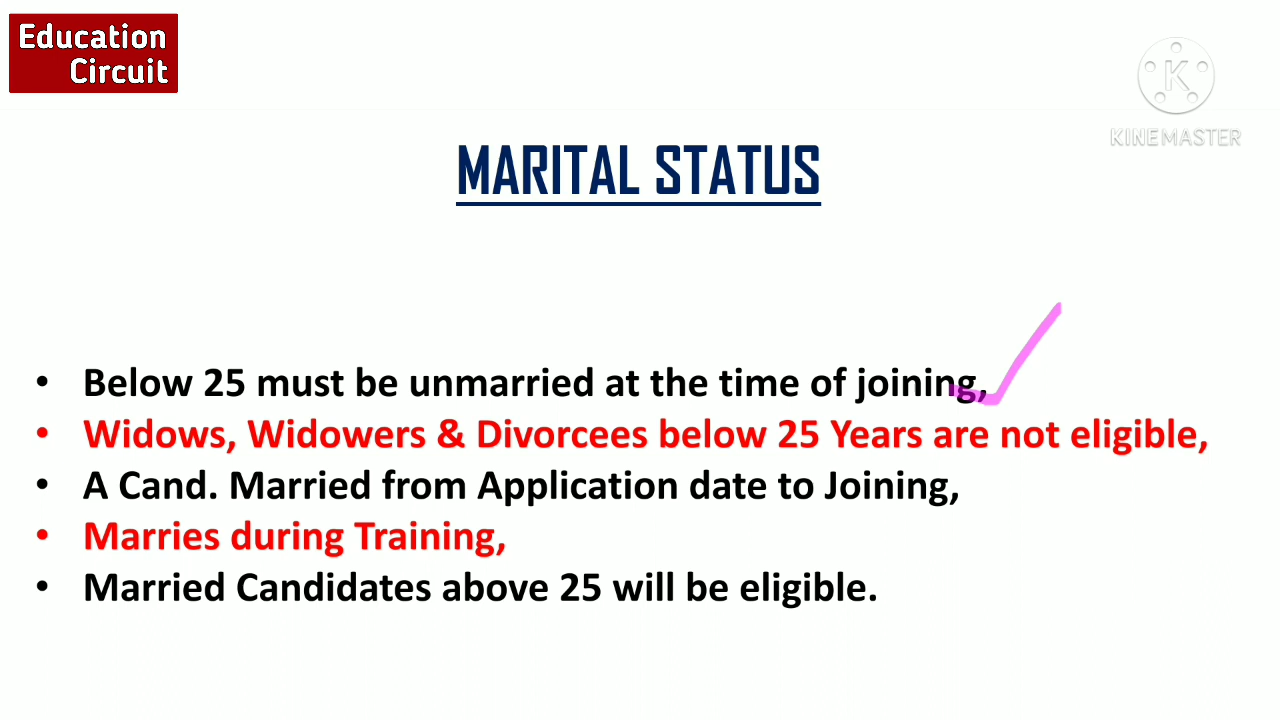 Education
Circuit
K
KINEMASTER
MARITAL STATUS
• Below 25 must be unmarried at the time of joining,
• Widows, Widowers & Divorcees below 25 Years are not eligible,
• A Cand. Married from Application date to Joining,
• Marries during Training,
• Married Candidates above 25 will be eligible.